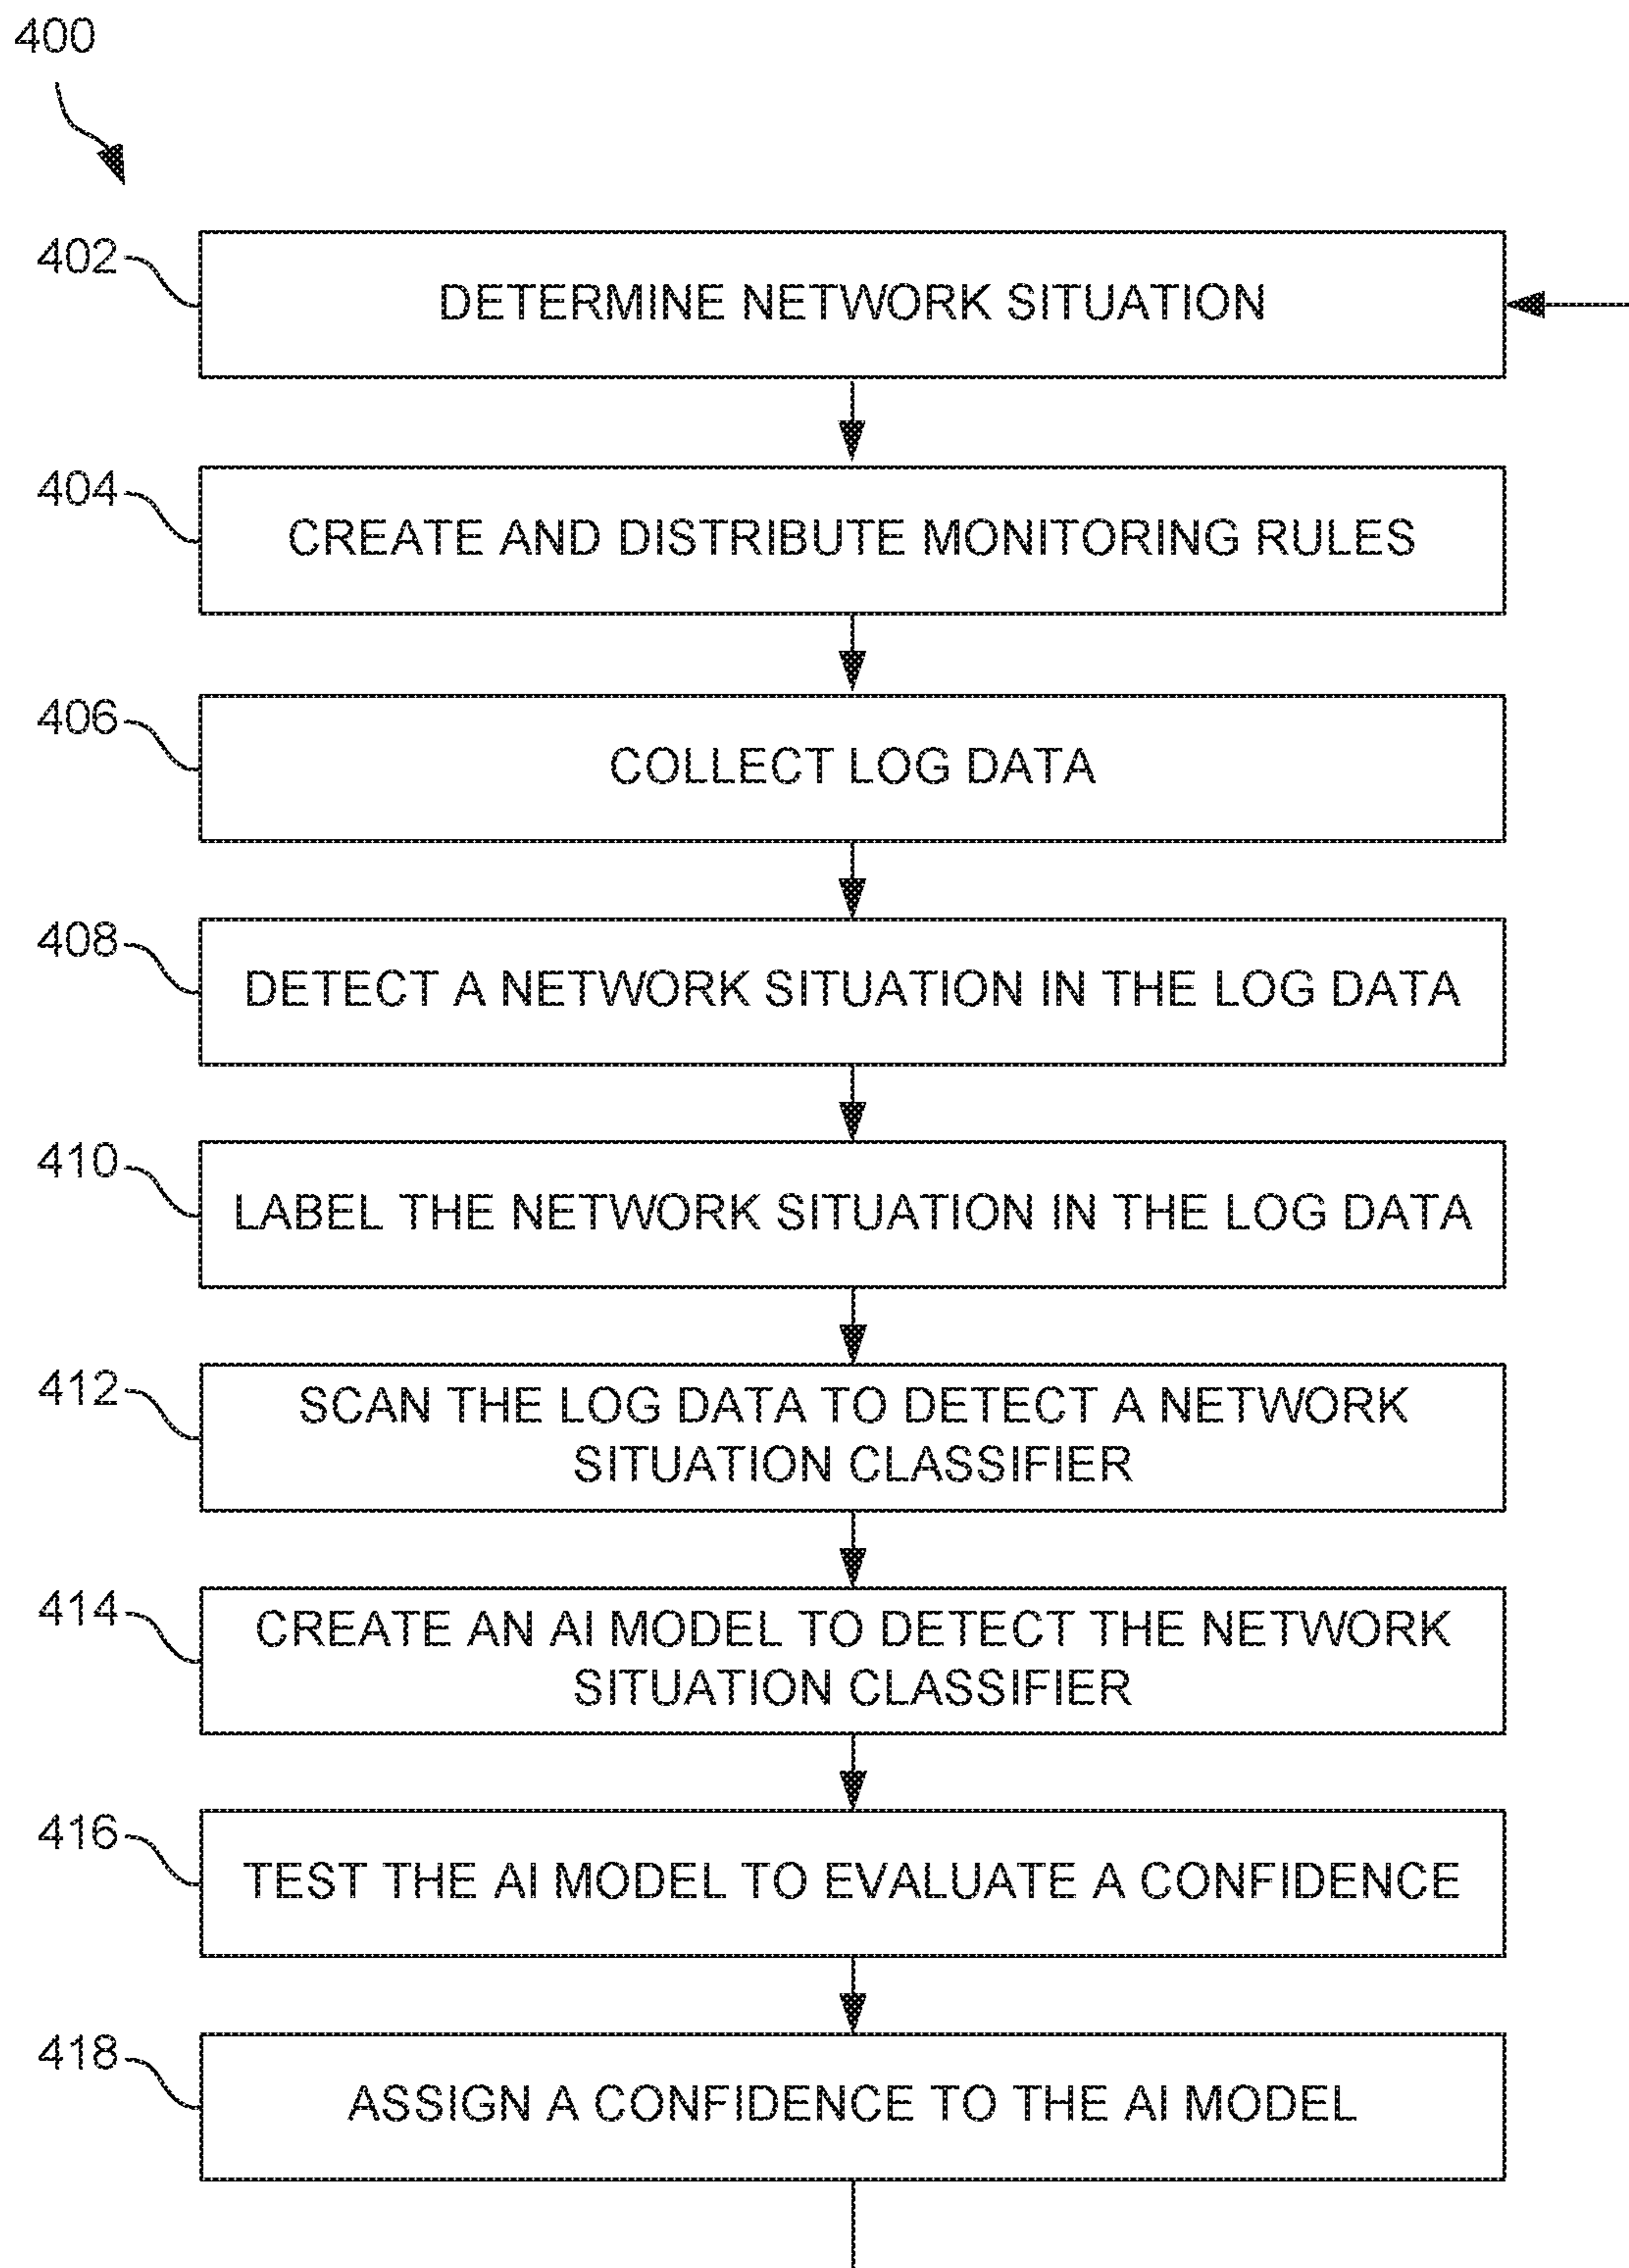 400
402
DETERMINE NETWORK SITUATION
404
CREATE AND DISTRIBUTE MONITORING RULES
406
COLLECT LOG DATA
408
DETECT A NETWORK SITUATION IN THE LOG DATA
410
LABEL THE NETWORK SITUATION IN THE LOG DATA
412
SCAN THE LOG DATA TO DETECT A NETWORK
SITUATION CLASSIFIER
414
CREATE AN AI MODEL TO DETECT THE NETWORK
SITUATION CLASSIFIER
416
TEST THE AI MODEL TO EVALUATE A CONFIDENCE
418
ASSIGN A CONFIDENCE TO THE AI MODEL